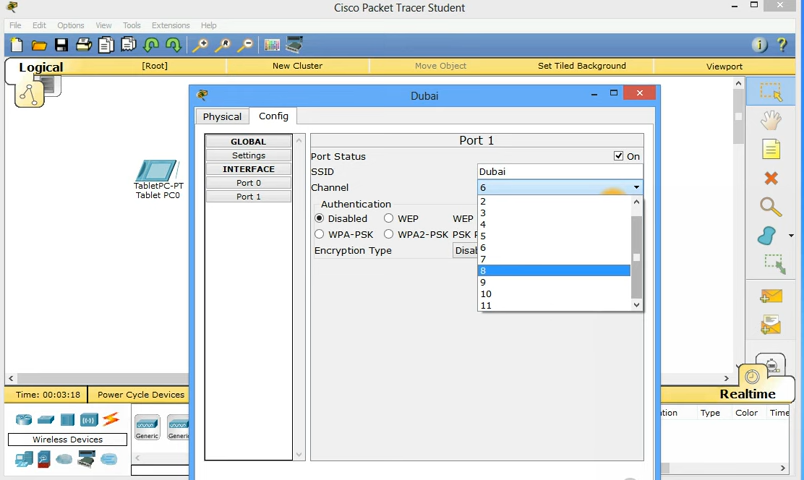 Cisco Packet Tracer Student
File Edit Options View Tools Extensions Help
Logical [Root] New Cluster Move Object Set Tiled Background Viewport
Dubai
Physical Config
GLOBAL
Settings
INTERFACE
Port 0
Port 1
Port 1
Port Status On
SSID Dubai
Channel 6
2
3
4
5
6
7
8
9
10
11
Authentication
Disabled WEP WEP
WPA-PSK WPA2-PSK PSK
Encryption Type
TabletPC-PT
Tablet PC0
Time: 00:03:18 Power Cycle Devices Realtime
Wireless Devices
Generic
Type Color